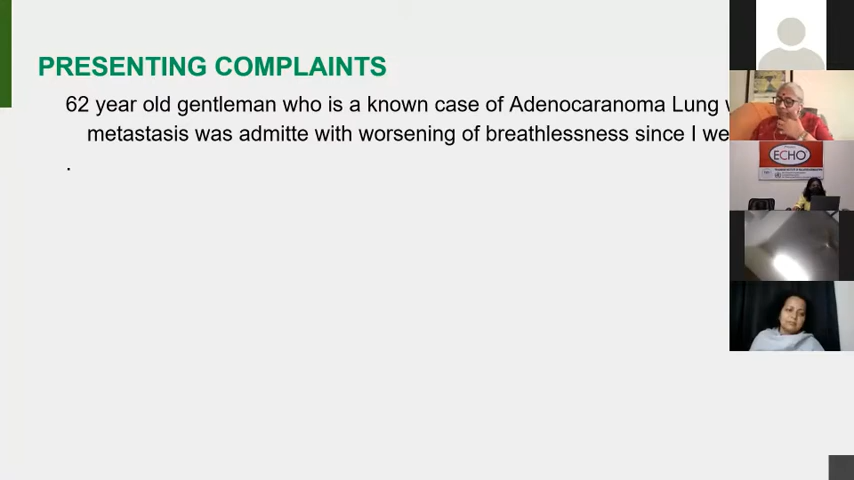 PRESENTING COMPLAINTS
62 year old gentleman who is a known case of Adenocaranoma Lung
metastasis was admitte with worsening of breathlessness since I
.
ECHO